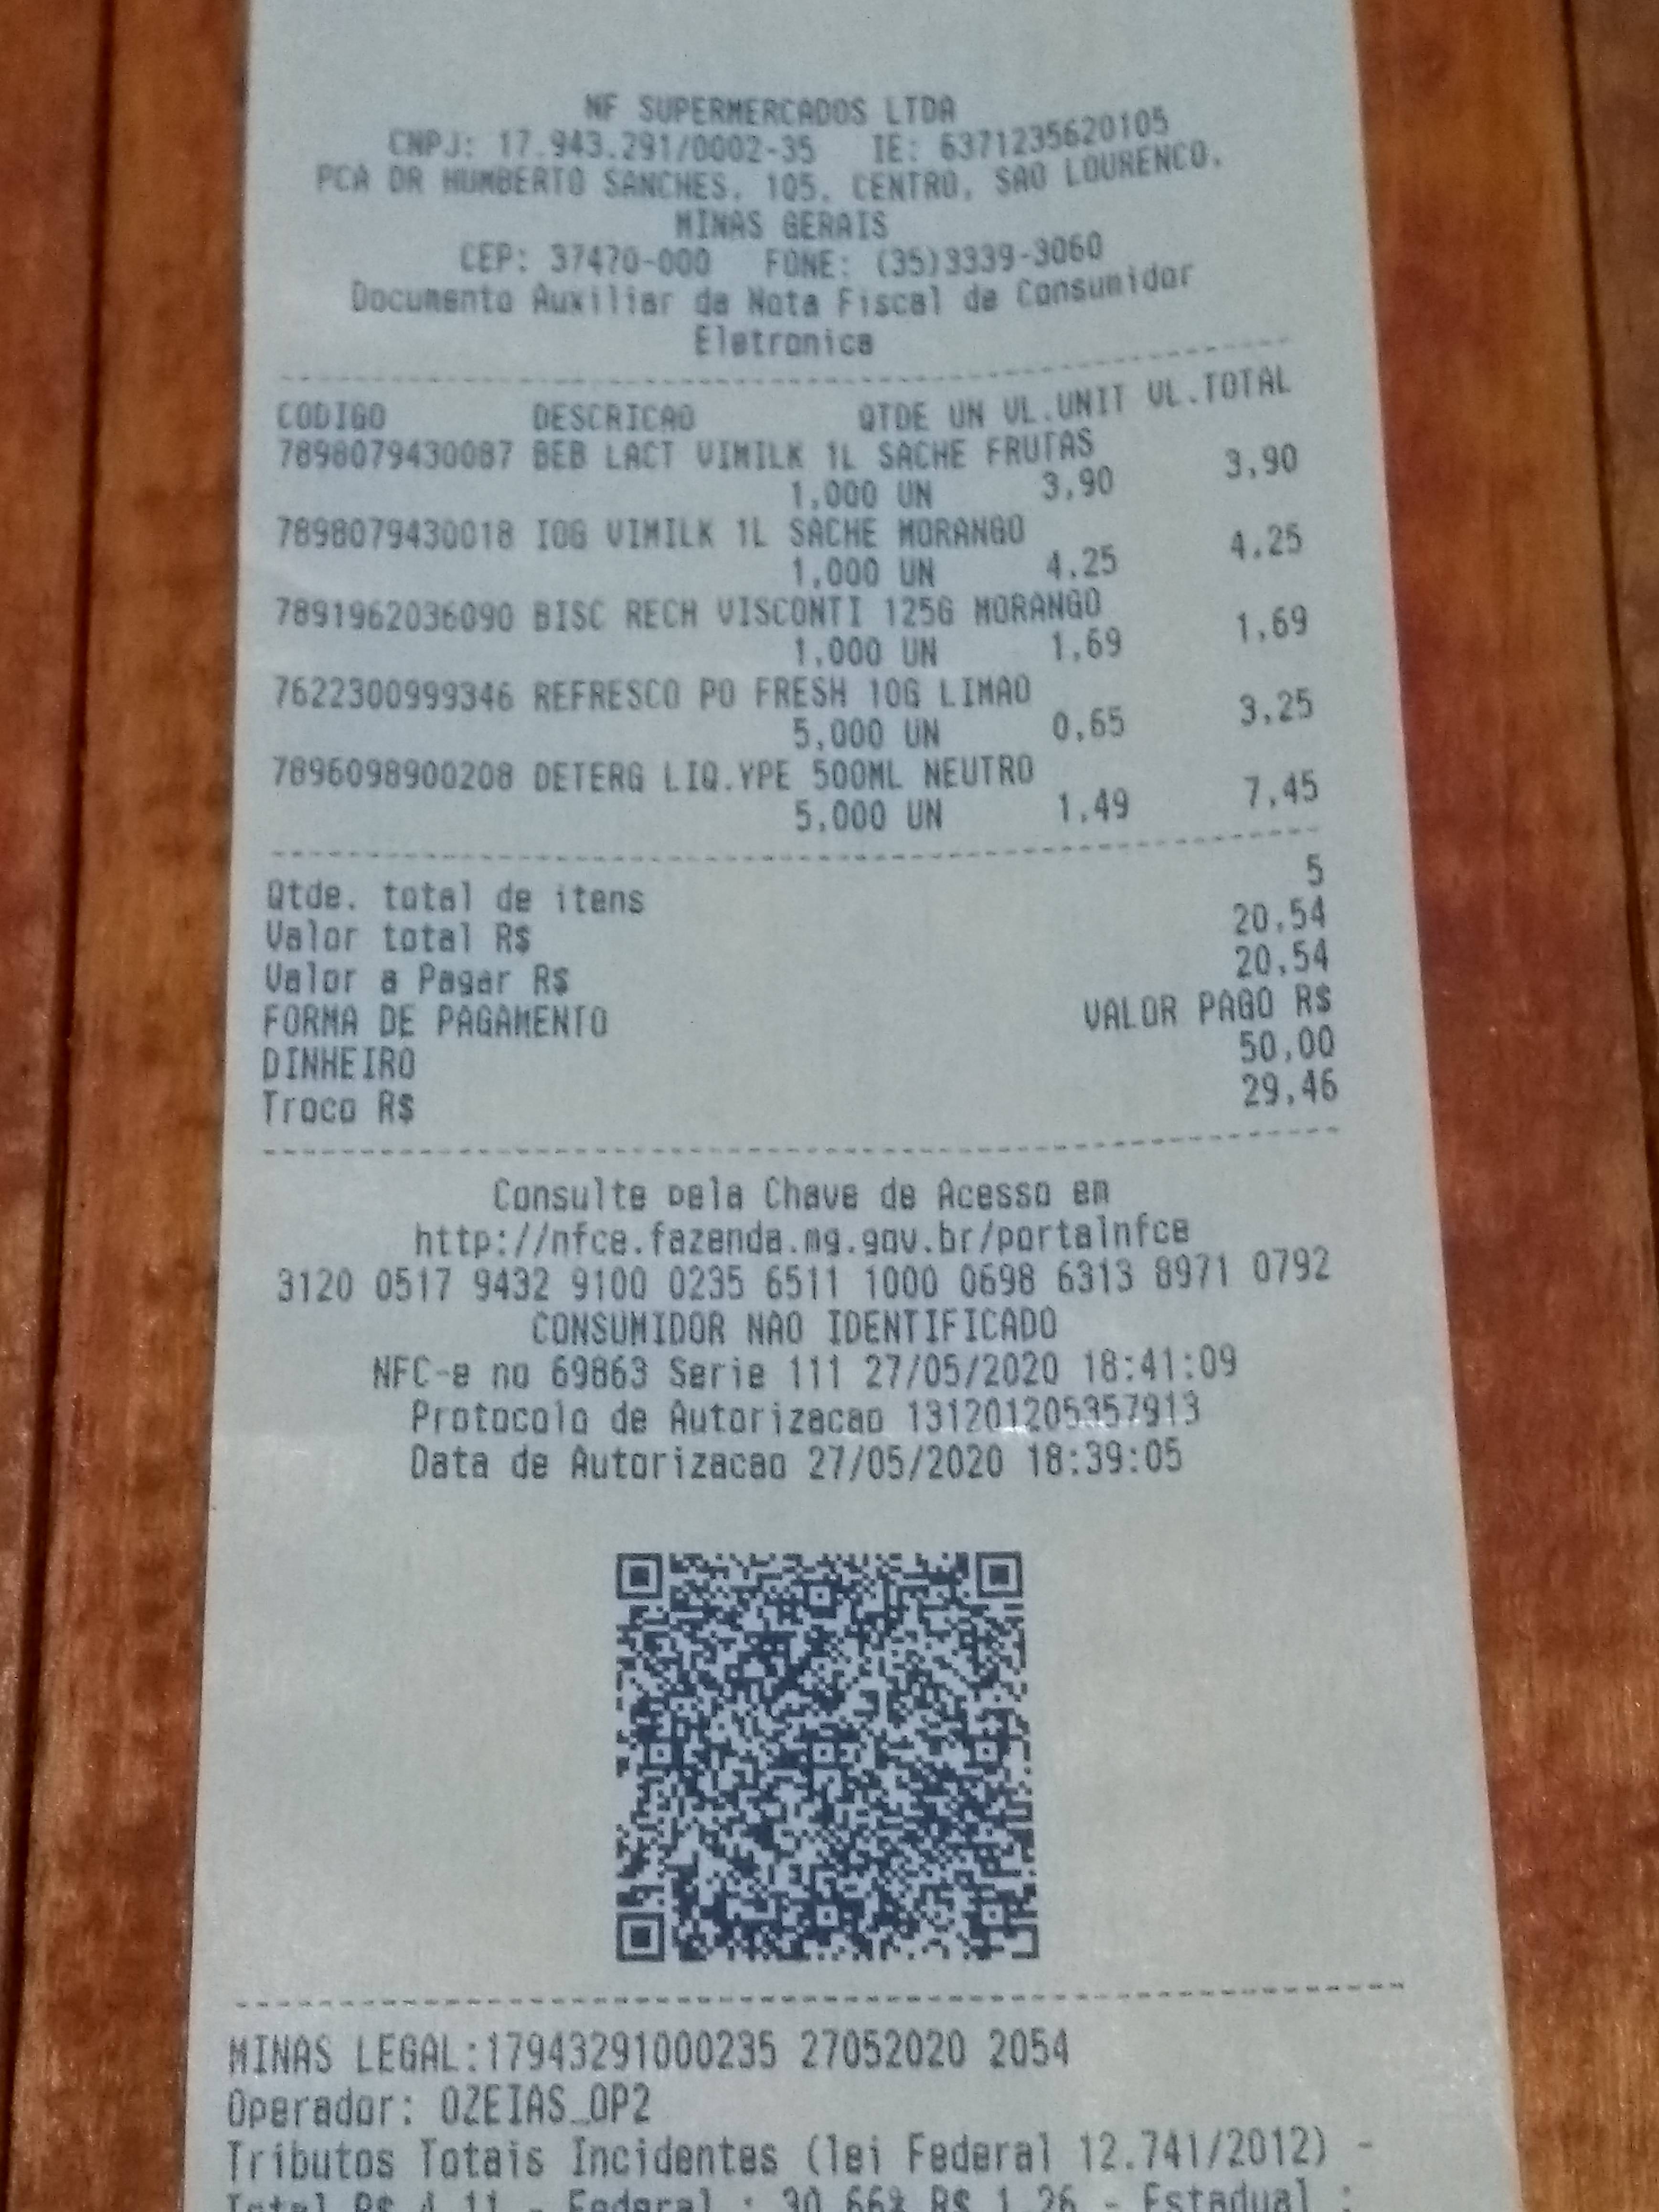 NF SUPERMERCADOS LTDA
CNPJ: 17.943.291/0002-35 IE: 6371235620105
PCA DR HUMBERTO SANCHES, 105, CENTRO, SAO LOURENCO,
MINAS GERAIS
CEP: 37470-000 FONE: (35)3339-3060
Documento Auxiliar da Nota Fiscal de Consumidor
Eletronica
CODIGO DESCRICAO QTDE UN VL.UNIT VL.TOTAL
7898079430087 BEB LACT VIMILK 1L SACHE FRUTAS
1,000 UN 3,90 3,90
7898079430018 IOG VIMILK 1L SACHE MORANGO
1,000 UN 4,25 4,25
7891962036090 BISC RECH VISCONTI 125G MORANGO
1,000 UN 1,69 1,69
7622300999346 REFRESCO PO FRESH 10G LIMAO
5,000 UN 0,65 3,25
7896098900208 DETERG LIQ.YPE 500ML NEUTRO
5,000 UN 1,49 7,45
Qtde. total de itens 5
Valor total R$ 20,54
Valor a Pagar R$ 20,54
FORMA DE PAGAMENTO VALOR PAGO R$
DINHEIRO 50,00
Troco R$ 29,46
Consulte pela Chave de Acesso em
http://nfce.fazenda.mg.gov.br/portalnfce
3120 0517 9432 9100 0235 6511 1000 0698 6313 8971 0792
CONSUMIDOR NAO IDENTIFICADO
NFC-e no 69863 Serie 111 27/05/2020 18:41:09
Protocolo de Autorizacao 131201205357913
Data de Autorizacao 27/05/2020 18:39:05
MINAS LEGAL:17943291000235 27052020 2054
Operador: OZEIAS_OP2
Tributos Totais Incidentes (lei Federal 12.741/2012) -
Total R$ 4,11 - Federal : 30,66% R$ 1,26 - Estadual :